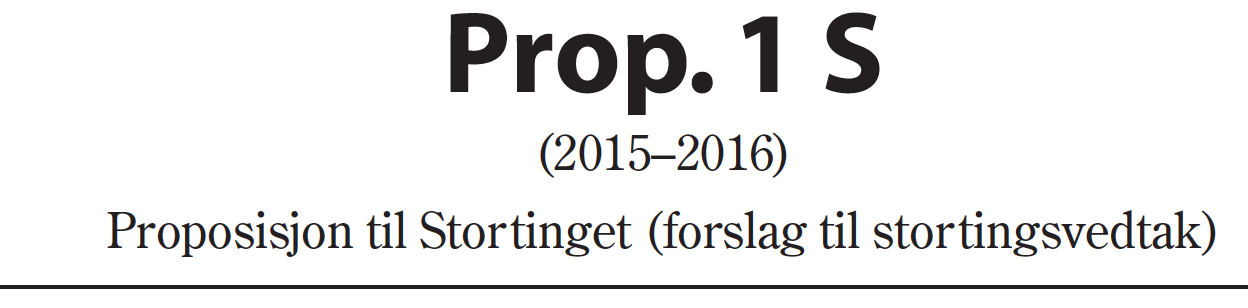 Prop. 1 S
(2015–2016)
Proposisjon til Stortinget (forslag til stortingsvedtak)